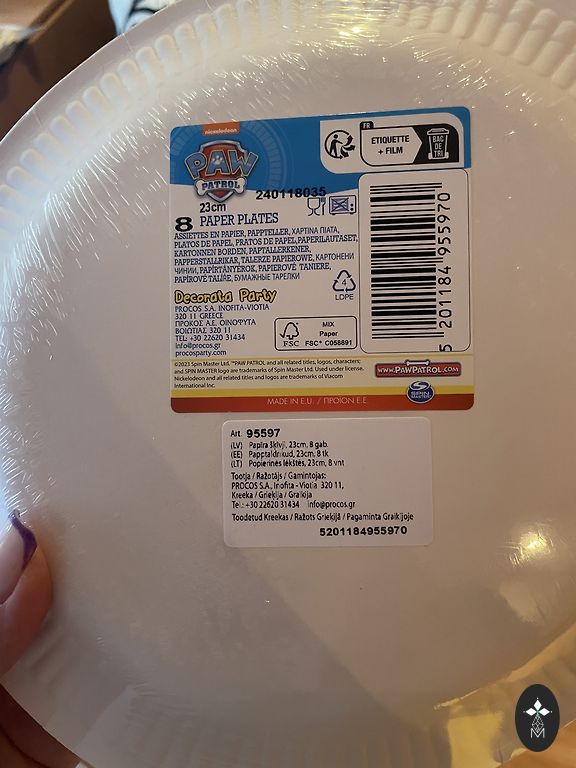 nickelodeon
PAW
PATROL
FR
ETIQUETTE
+ FILM
BAC
DE
TRI
240118035
23cm
8 PAPER PLATES
ASSIETTES EN PAPIER, PAPPTELLER, ΧΑΡΤΙΝΑ ΠΙΑΤΑ,
PLATOS DE PAPEL, PRATOS DE PAPEL, PAPERILAUTASET,
KARTONNEN BORDEN, PAPTALLERKENER,
PAPPERSTALLRIKAR, TALERZE PAPIEROWE, КАРТОНЕНИ
ЧИНИИ, PAPÍRTÁNYÉROK, PAPIEROVÉ TANIERE,
PAPÍROVÉ TALÍŘE, БУМАЖНЫЕ ТАРЕЛКИ
Decorata Party
PROCOS S.A. INOFITA-VIOTIA
320 11 GREECE
ΠΡΟΚΟΣ Α.Ε. ΟΙΝΟΦΥΤΑ
ΒΟΙΩΤΙΑΣ 320 11
TEL: +30 22620 31434
info@procos.gr
procosparty.com
4
LDPE
FSC
MIX
Paper
FSC® C058891
5 201184 955970
©2023 Spin Master Ltd. ™PAW PATROL and all related titles, logos, characters;
and SPIN MASTER logo are trademarks of Spin Master Ltd. Used under license.
Nickelodeon and all related titles and logos are trademarks of Viacom
International Inc.
www.PAWPATROL.COM
SPIN
MASTER
MADE IN E.U. / ΠΡΟΪΟΝ Ε.Ε
Art. 95597
(LV) Papīra šķīvji, 23cm, 8 gab.
(EE) Papptaldrikud, 23cm, 8 tk
(LT) Popierinės lėkštės, 23cm, 8 vnt
Tootja / Ražotājs / Gamintojas:
PROCOS S.A., Inofita - Viotia 320 11,
Kreeka / Grieķija / Graikija
Tel.: +30 22620 31434 info@procos.gr
Toodetud Kreekas / Ražots Grieķijā / Pagaminta Graikijoje
5201184955970
M